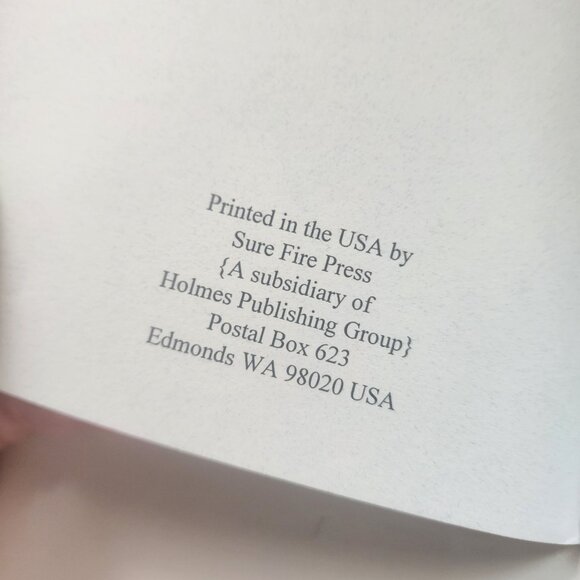 Printed in the USA by
Sure Fire Press
{A subsidiary of
Holmes Publishing Group}
Postal Box 623
Edmonds WA 98020 USA